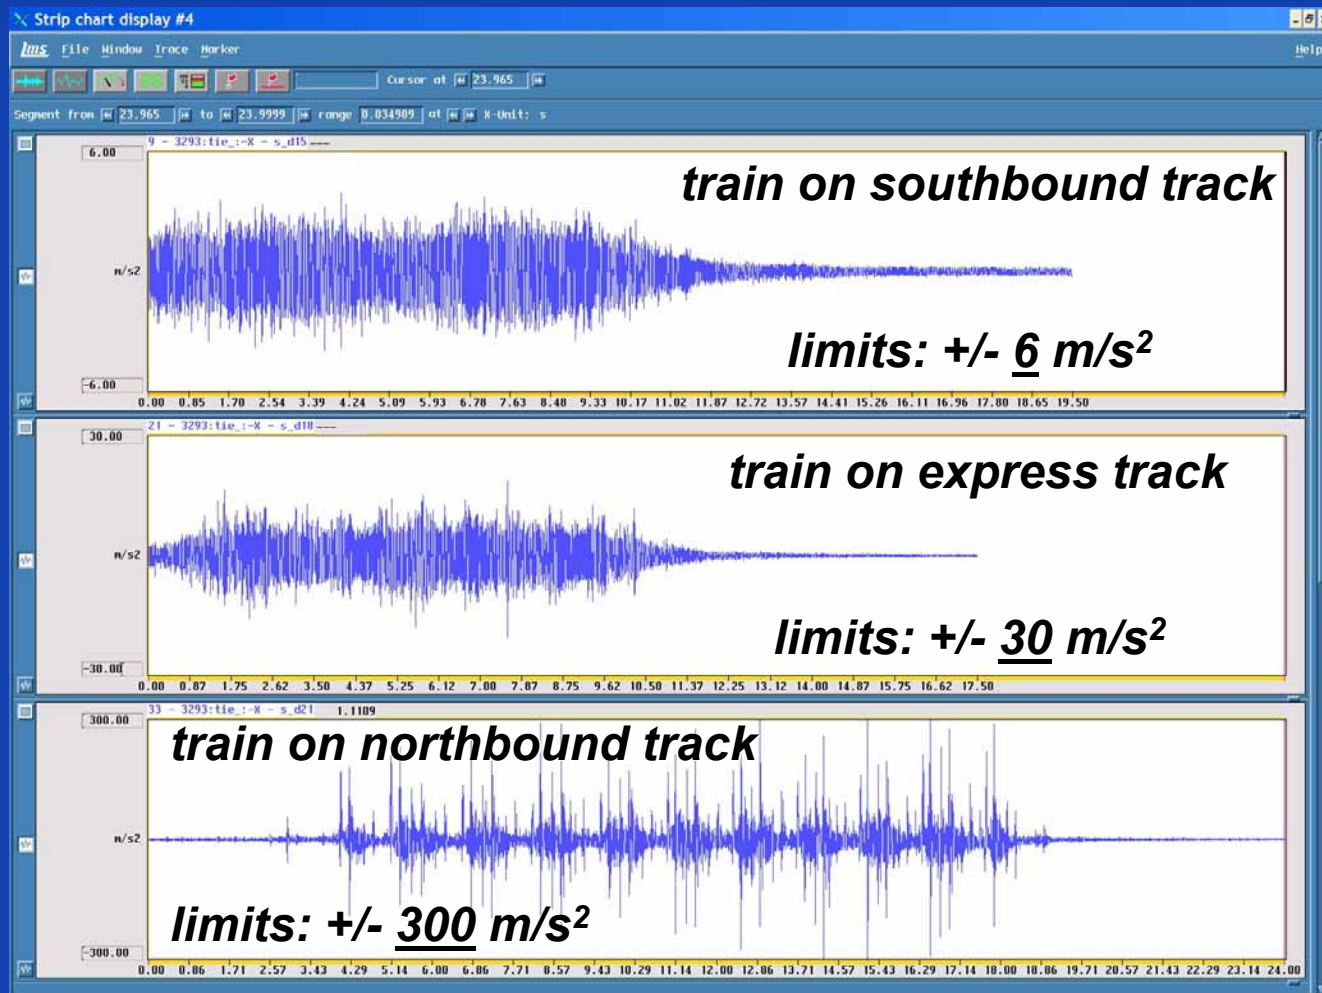 Strip chart display #4
lms File Window Trace Marker Help
Cursor at 23.965
Segment from 23.965 to 23.9999 range 0.034909 at X-Unit: s
9 - 3293:tie_:-X - s_d15
6.00
train on southbound track
m/s2
limits: +/- 6 m/s²
-6.00
0.00 0.85 1.70 2.54 3.39 4.24 5.09 5.93 6.78 7.63 8.48 9.33 10.17 11.02 11.87 12.72 13.57 14.41 15.26 16.11 16.96 17.80 18.65 19.50
21 - 3293:tie_:-X - s_d18
30.00
train on express track
m/s2
limits: +/- 30 m/s²
-30.00
0.00 0.87 1.75 2.62 3.50 4.37 5.25 6.12 7.00 7.87 8.75 9.62 10.50 11.37 12.25 13.12 14.00 14.87 15.75 16.62 17.50
33 - 3293:tie_:-X - s_d21 1.1109
300.00
train on northbound track
m/s2
limits: +/- 300 m/s²
-300.00
0.00 0.86 1.71 2.57 3.43 4.29 5.14 6.00 6.86 7.71 8.57 9.43 10.29 11.14 12.00 12.86 13.71 14.57 15.43 16.29 17.14 18.00 18.86 19.71 20.57 21.43 22.29 23.14 24.00